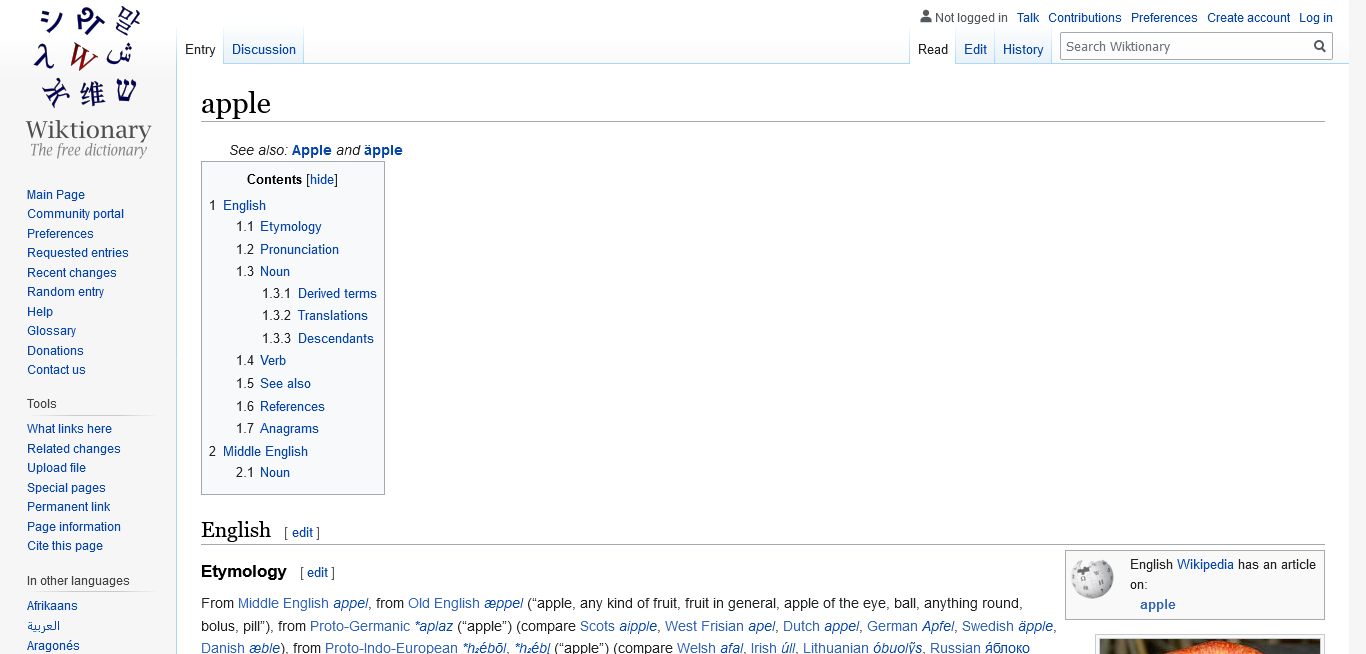 Not logged in Talk Contributions Preferences Create account Log in
Entry Discussion Read Edit History Search Wiktionary
シ ዊ 말
λ W ش
नु 维 ש
Wiktionary
The free dictionary
Main Page
Community portal
Preferences
Requested entries
Recent changes
Random entry
Help
Glossary
Donations
Contact us
Tools
What links here
Related changes
Upload file
Special pages
Permanent link
Page information
Cite this page
In other languages
Afrikaans
العربية
Aragonés
apple
See also: Apple and äpple
Contents [hide]
1 English
1.1 Etymology
1.2 Pronunciation
1.3 Noun
1.3.1 Derived terms
1.3.2 Translations
1.3.3 Descendants
1.4 Verb
1.5 See also
1.6 References
1.7 Anagrams
2 Middle English
2.1 Noun
English [ edit ]
Etymology [ edit ]
From Middle English appel, from Old English æppel (“apple, any kind of fruit, fruit in general, apple of the eye, ball, anything round,
bolus, pill”), from Proto-Germanic *aplaz (“apple”) (compare Scots aipple, West Frisian apel, Dutch appel, German Apfel, Swedish äpple,
Danish æble), from Proto-Indo-European *h₂ébōl, *h₂ébl̥ (“apple”) (compare Welsh afal, Irish úll, Lithuanian óbuolỹs, Russian я́блоко
English Wikipedia has an article
on:
apple